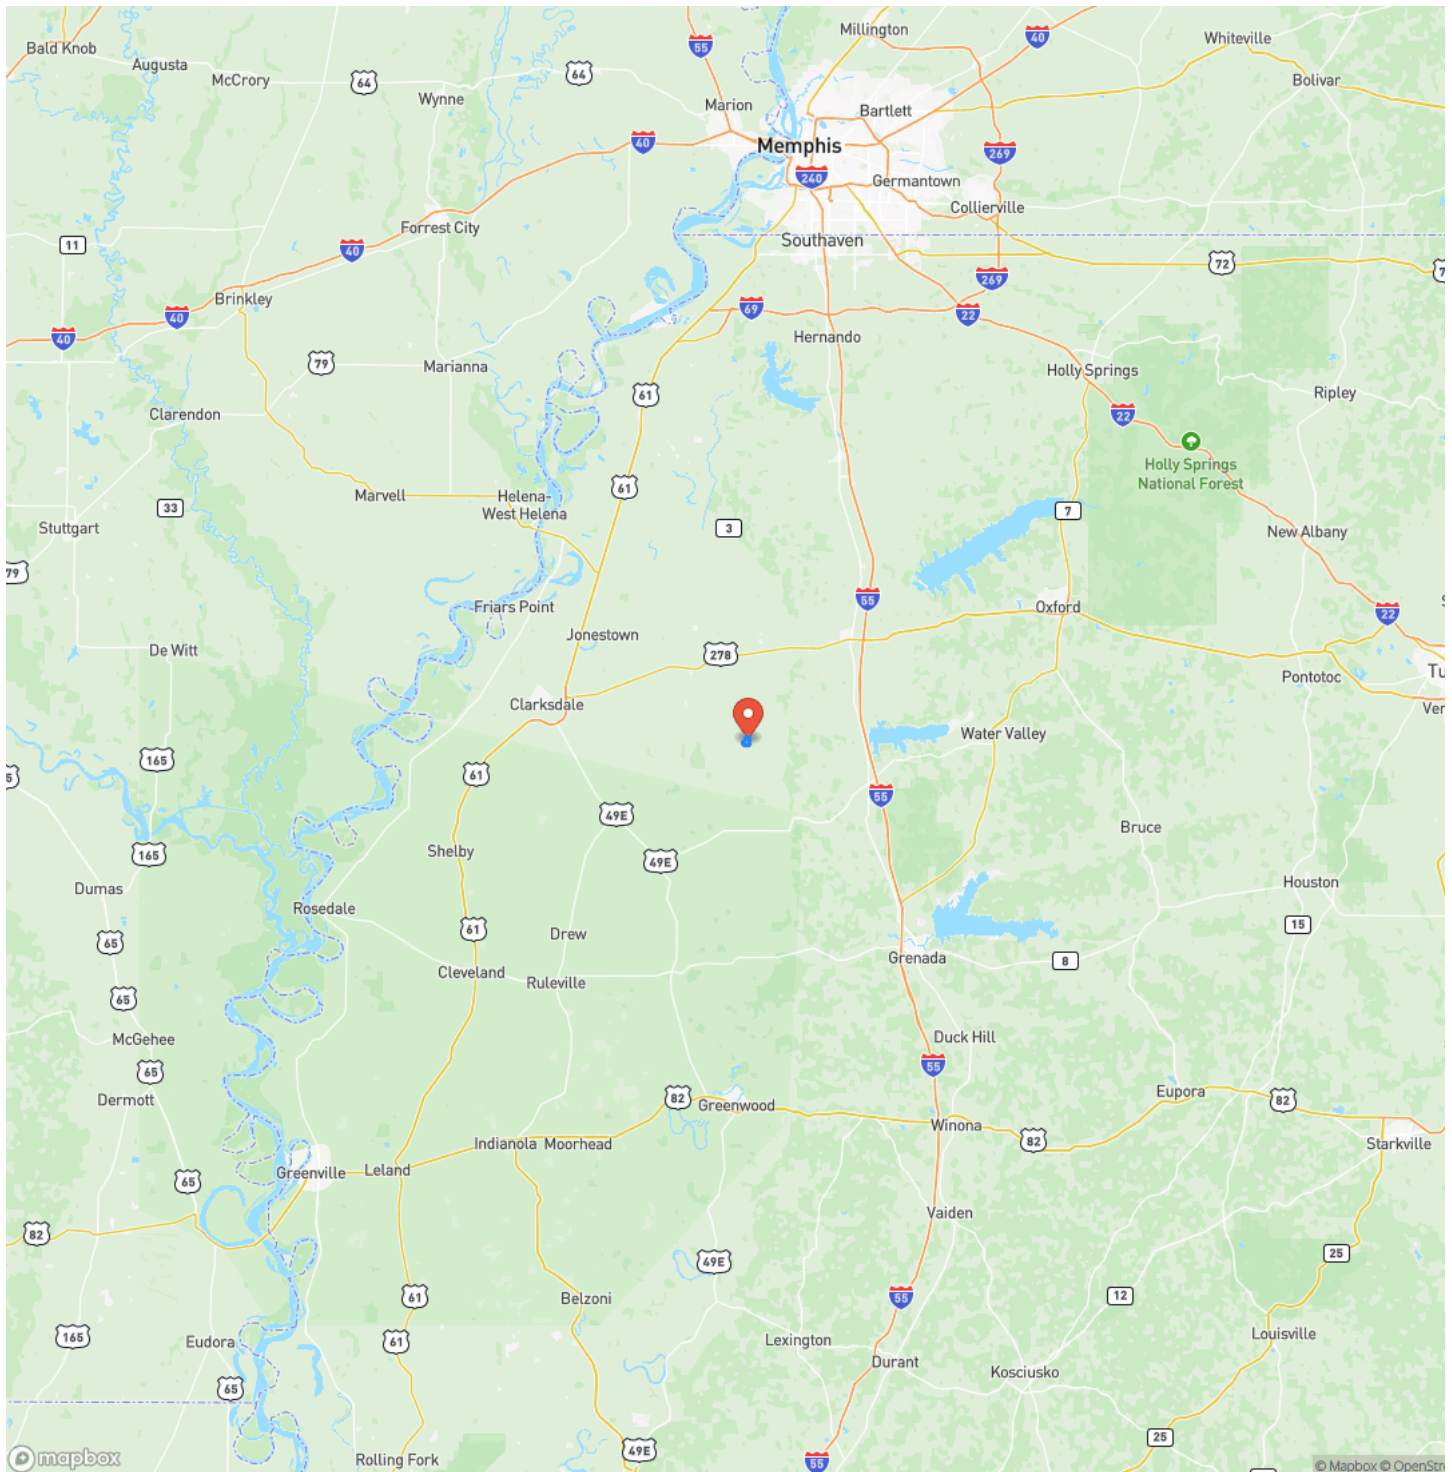 Millington
55
40
Whiteville
Bald Knob
Augusta
McCrory
64
64
Bolivar
Wynne
Marion
Bartlett
40
Memphis
269
240
Germantown
Collierville
Forrest City
11
40
Southaven
72
269
Brinkley
69
40
22
40
Hernando
79
Marianna
Holly Springs
61
Ripley
Clarendon
22
Holly Springs
National Forest
61
Marvell
Helena-
West Helena
33
7
Stuttgart
3
New Albany
79
55
Friars Point
Oxford
22
Jonestown
De Witt
278
Pontotoc
Tu
Clarksdale
Ver
Water Valley
165
61
5
55
49E
Bruce
Shelby
165
49E
Dumas
Houston
Rosedale
15
61
Drew
65
Grenada
8
Cleveland
Ruleville
65
McGehee
Duck Hill
65
55
Dermott
82
Greenwood
Eupora
82
Winona
82
Indianola
Moorhead
Starkville
Greenville
Leland
65
Vaiden
82
25
49E
61
Belzoni
55
12
165
Eudora
61
Lexington
Louisville
Durant
Kosciusko
65
25
49E
Rolling Fork
55
mapbox
© Mapbox © OpenStr